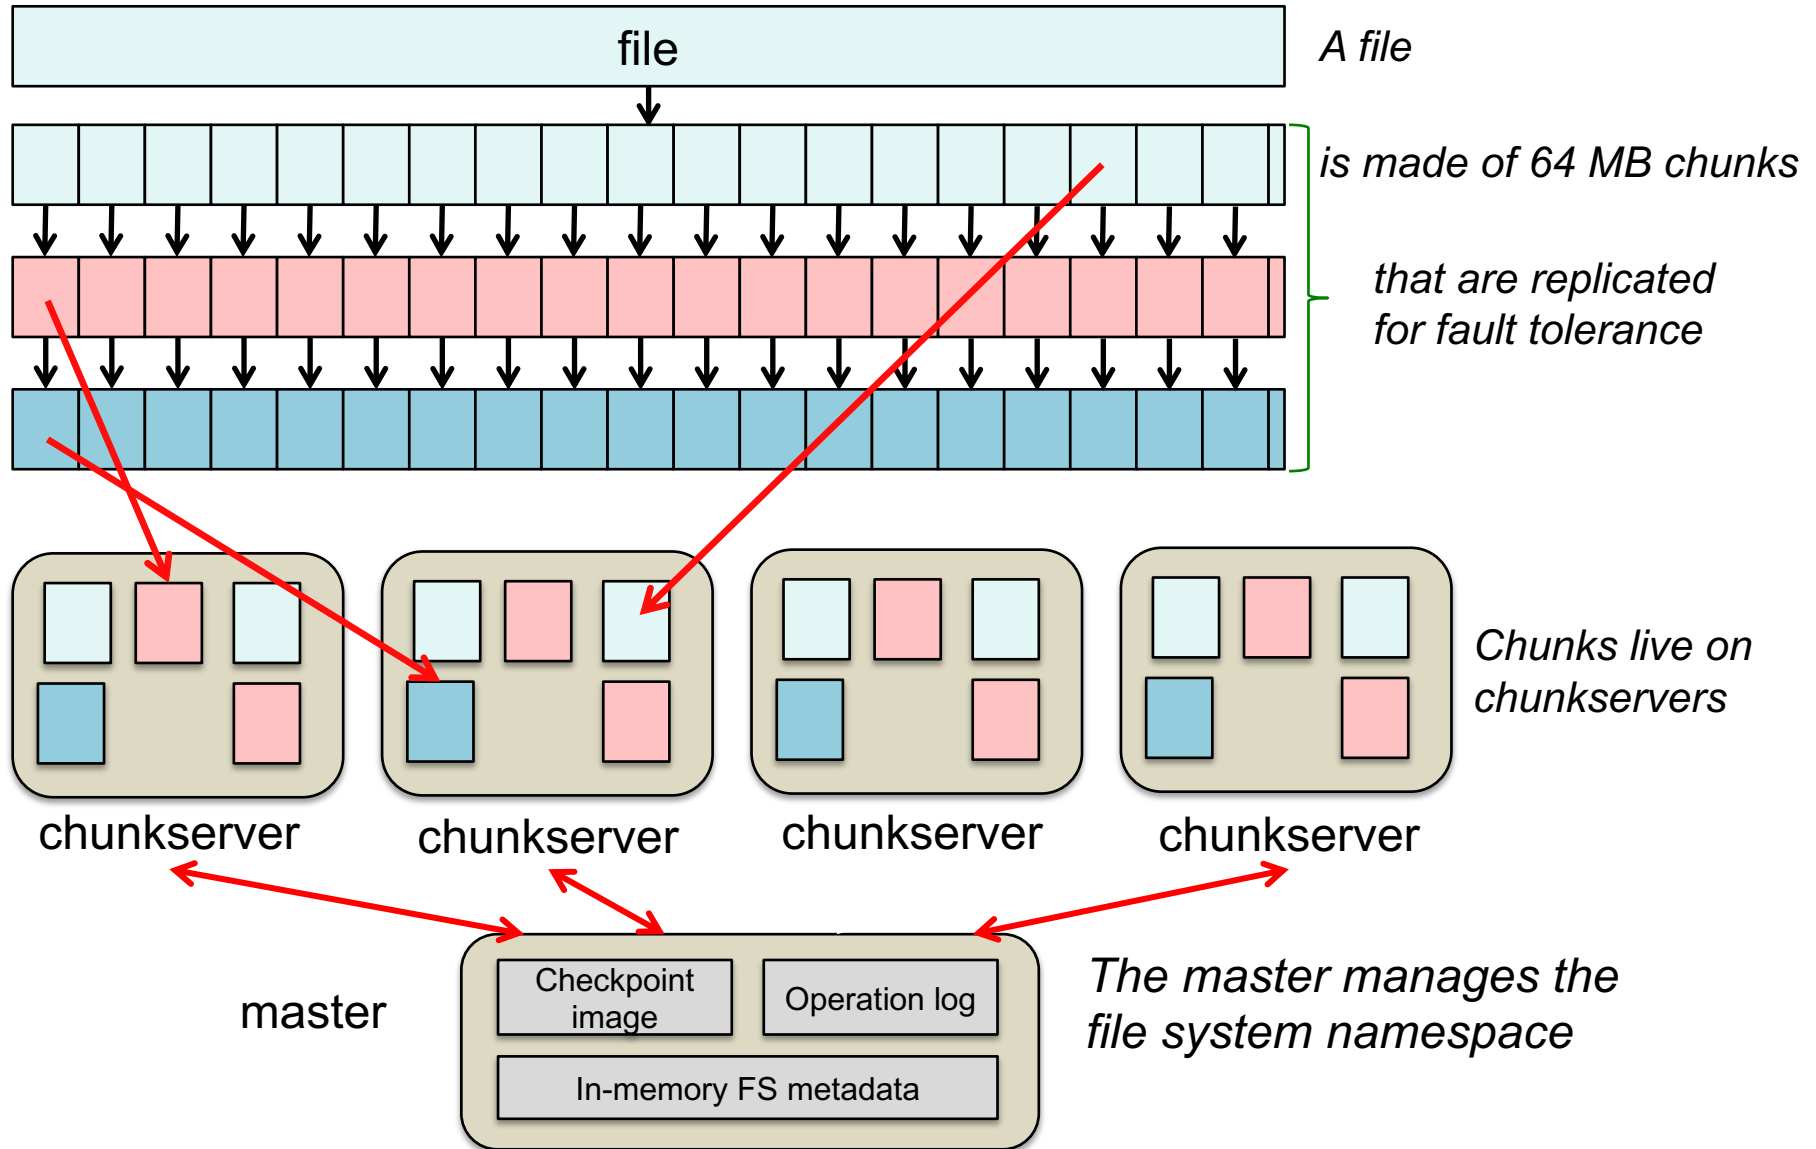 file
A file
is made of 64 MB chunks
that are replicated
for fault tolerance
Chunks live on
chunkservers
chunkserver
chunkserver
chunkserver
chunkserver
master
Checkpoint
image
Operation log
In-memory FS metadata
The master manages the
file system namespace